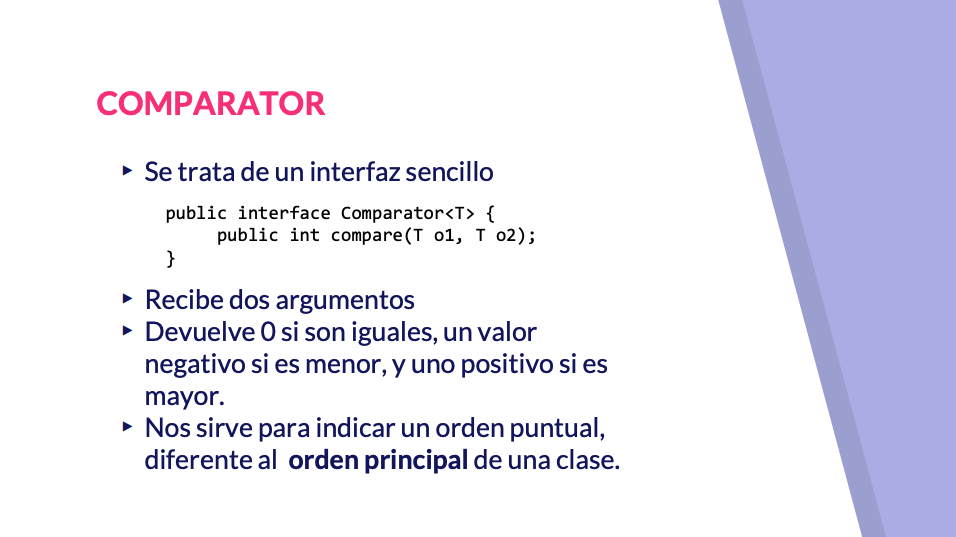 COMPARATOR
▸ Se trata de un interfaz sencillo
public interface Comparator<T> {
public int compare(T o1, T o2);
}
▸ Recibe dos argumentos
▸ Devuelve 0 si son iguales, un valor
negativo si es menor, y uno positivo si es
mayor.
▸ Nos sirve para indicar un orden puntual,
diferente al orden principal de una clase.